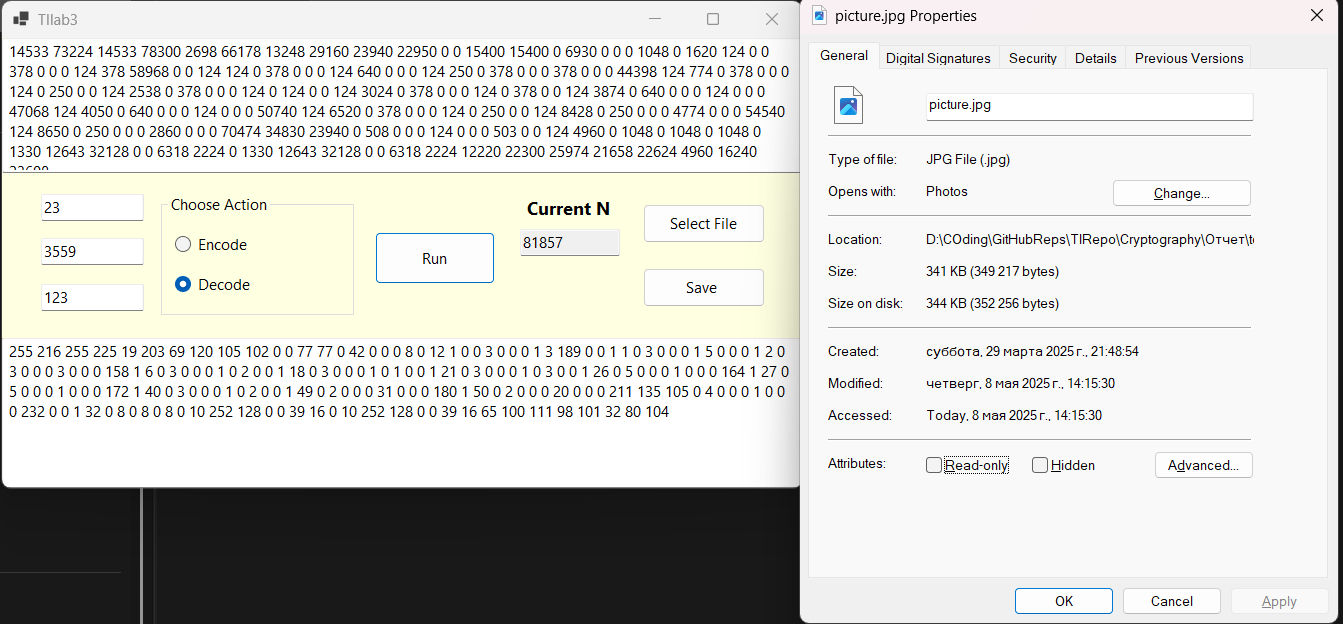 TIlab3
14533 73224 14533 78300 2698 66178 13248 29160 23940 22950 0 0 15400 15400 0 6930 0 0 0 1048 0 1620 124 0 0
378 0 0 0 124 378 58968 0 0 124 124 0 378 0 0 0 124 640 0 0 0 124 250 0 378 0 0 0 378 0 0 0 44398 124 774 0 378 0 0 0
124 0 250 0 0 124 2538 0 378 0 0 0 124 0 124 0 0 124 3024 0 378 0 0 0 124 0 378 0 0 124 3874 0 640 0 0 0 124 0 0 0
47068 124 4050 0 640 0 0 0 124 0 0 0 50740 124 6520 0 378 0 0 0 124 0 250 0 0 124 8428 0 250 0 0 0 4774 0 0 0 54540
124 8650 0 250 0 0 0 2860 0 0 0 70474 34830 23940 0 508 0 0 0 124 0 0 0 503 0 0 124 4960 0 1048 0 1048 0 1048 0
1330 12643 32128 0 0 6318 2224 0 1330 12643 32128 0 0 6318 2224 12220 22300 25974 21658 22624 4960 16240
23
3559
123
Choose Action
Encode
Decode
Run
Current N
81857
Select File
Save
255 216 255 225 19 203 69 120 105 102 0 0 77 77 0 42 0 0 0 8 0 12 1 0 0 3 0 0 0 1 3 189 0 0 1 1 0 3 0 0 0 1 5 0 0 0 1 2 0
3 0 0 0 3 0 0 0 158 1 6 0 3 0 0 0 1 0 2 0 0 1 18 0 3 0 0 0 1 0 1 0 0 1 21 0 3 0 0 0 1 0 3 0 0 1 26 0 5 0 0 0 1 0 0 0 164 1 27 0
5 0 0 0 1 0 0 0 172 1 40 0 3 0 0 0 1 0 2 0 0 1 49 0 2 0 0 0 31 0 0 0 180 1 50 0 2 0 0 0 20 0 0 0 211 135 105 0 4 0 0 0 1 0 0
0 232 0 0 1 32 0 8 0 8 0 8 0 10 252 128 0 0 39 16 0 10 252 128 0 0 39 16 65 100 111 98 101 32 80 104
picture.jpg Properties
General
Digital Signatures
Security
Details
Previous Versions
picture.jpg
Type of file: JPG File (.jpg)
Opens with: Photos
Change...
Location: D:\COding\GitHubReps\TIRepo\Cryptography\Отчет\
Size: 341 KB (349 217 bytes)
Size on disk: 344 KB (352 256 bytes)
Created: суббота, 29 марта 2025 г., 21:48:54
Modified: четверг, 8 мая 2025 г., 14:15:30
Accessed: Today, 8 мая 2025 г., 14:15:30
Attributes:
Read-only
Hidden
Advanced...
OK
Cancel
Apply